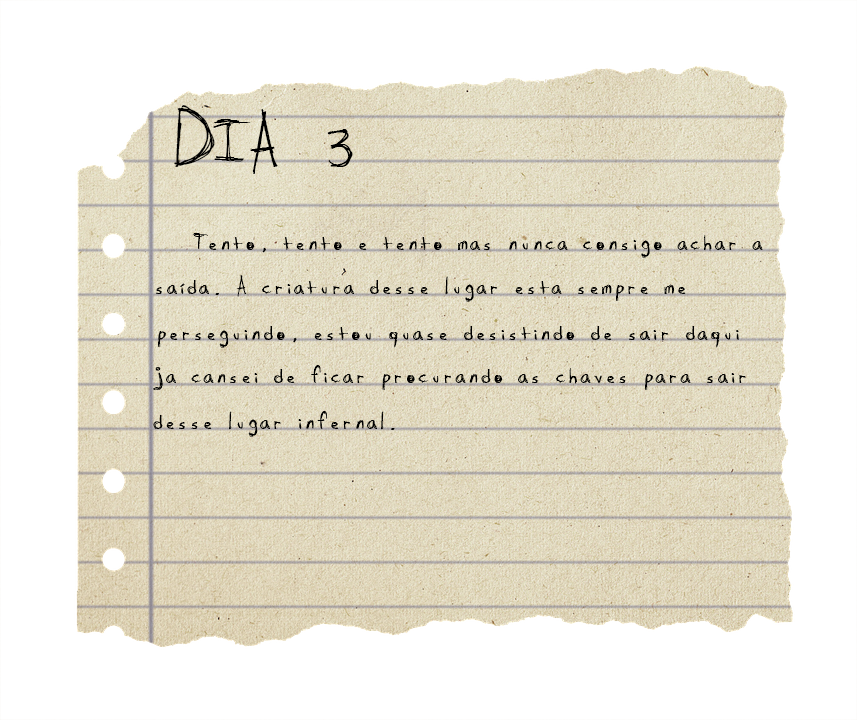 DIA 3
Tento, tento e tento mas nunca consigo achar a
saída. A criatura desse lugar esta sempre me
perseguindo, estou quase desistindo de sair daqui
ja cansei de ficar procurando as chaves para sair
desse lugar infernal.